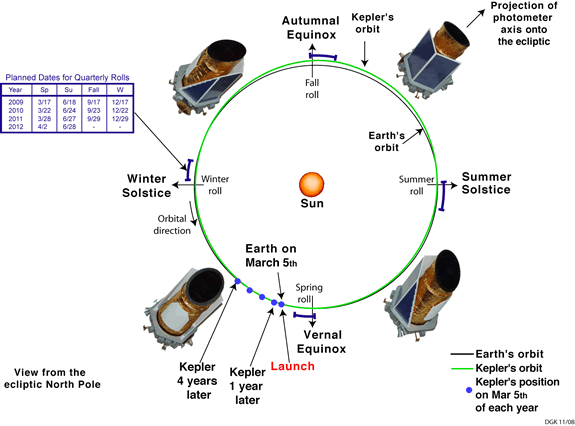 Autumnal
Equinox
Kepler's
orbit
Projection of
photometer
axis onto
the ecliptic
Planned Dates for Quarterly Rolls
Year Sp Su Fall W
2009 3/17 6/18 9/17 12/17
2010 3/22 6/24 9/23 12/22
2011 3/28 6/27 9/29 12/29
2012 4/2 6/28 - -
Fall
roll
Earth's
orbit
Winter
Solstice
Winter
roll
Sun
Summer
roll
Summer
Solstice
Orbital
direction
Earth on
March 5th
Spring
roll
Vernal
Equinox
Kepler
4 years
later
Kepler
1 year
later
Launch
View from the
ecliptic North Pole
Earth's orbit
Kepler's orbit
Kepler's position
on Mar 5th
of each year
DGK 11/08